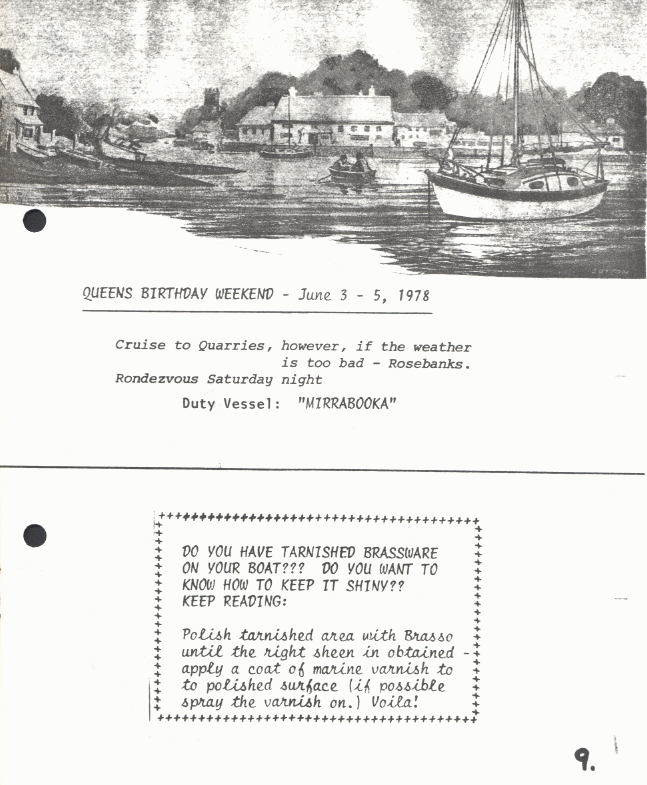 QUEENS BIRTHDAY WEEKEND - June 3 - 5, 1978
Cruise to Quarries, however, if the weather
is too bad - Rosebanks.
Rondezvous Saturday night
Duty Vessel: "MIRRABOOKA"
DO YOU HAVE TARNISHED BRASSWARE
ON YOUR BOAT??? DO YOU WANT TO
KNOW HOW TO KEEP IT SHINY??
KEEP READING:
Polish tarnished area with Brasso
until the right sheen in obtained -
apply a coat of marine varnish to
to polished surface (if possible
spray the varnish on.) Voila!
9.